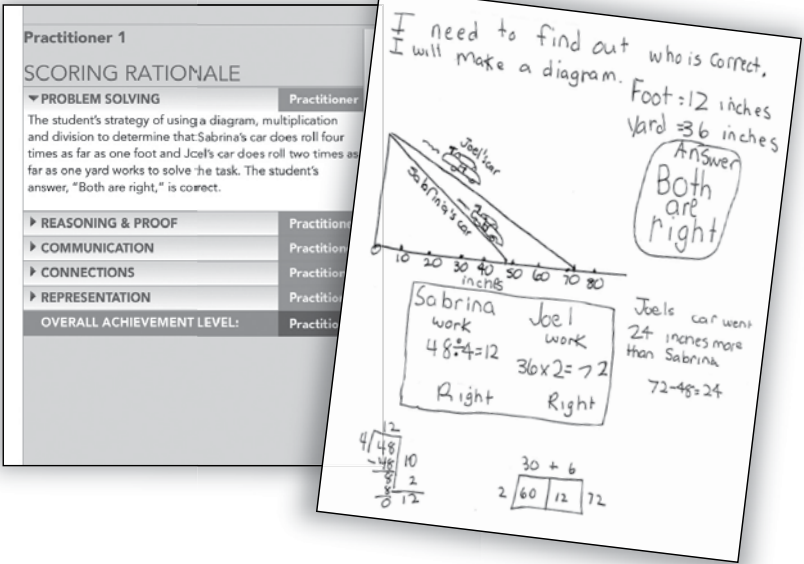 Practitioner 1
SCORING RATIONALE
PROBLEM SOLVING Practitioner
The student's strategy of using a diagram, multiplication
and division to determine that Sabrina's car does roll four
times as far as one foot and Joel's car does roll two times as
far as one yard works to solve the task. The student's
answer, "Both are right," is correct.
REASONING & PROOF Practition
COMMUNICATION Practition
CONNECTIONS Practition
REPRESENTATION Practitio
OVERALL ACHIEVEMENT LEVEL: Practitio
I need to find out who is correct.
I will make a diagram.
Foot = 12 inches
Yard = 36 inches
Answer
Both
are
right
Joel's car
Sabrina's car
0 10 20 30 40 50 60 70 80
inches
Sabrina
work
48÷4=12
Right
Joel
work
36x2=72
Right
Joels car went
24 inches more
than Sabrina
72-48=24
12
4/48
-48 10
8 2
8
0 12
30 + 6
2 60 12 72